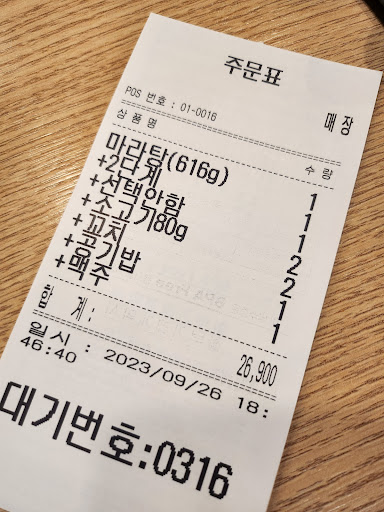 주문표
POS 번호 : 01-0016 매장
상품명 수량
마라탕(616g) 1
+2단계 1
+선택안함 1
+소고기80g 2
+꼬치 2
+공기밥 1
+맥주 1
합 계: 26,900
일시 : 2023/09/26 18:
46:40
대기번호:0316